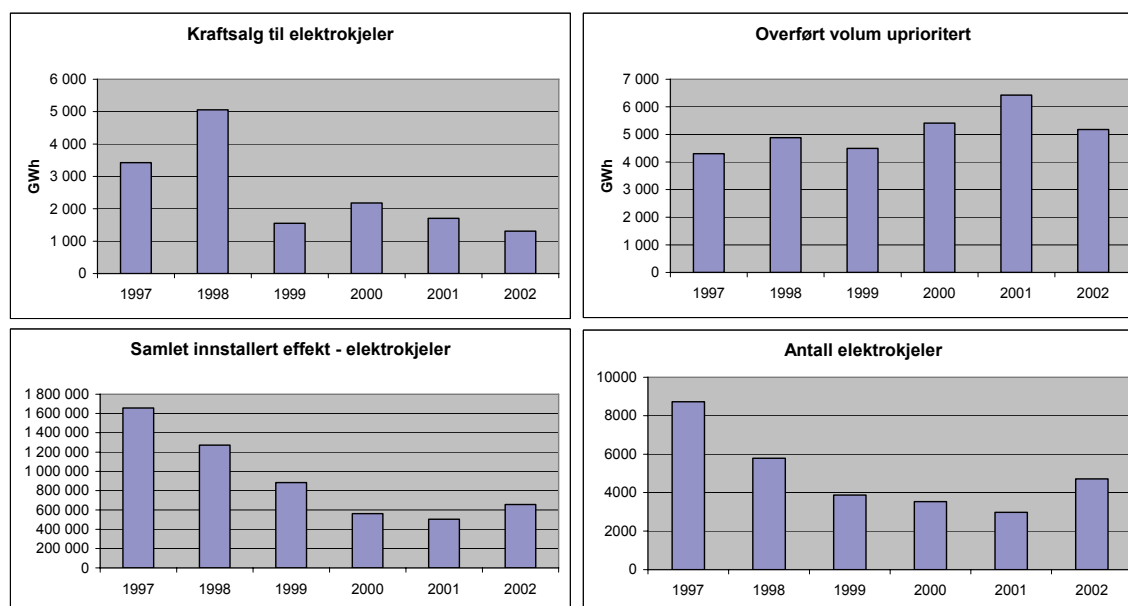 Kraftsalg til elektrokjeler
6 000
5 000
4 000
3 000
2 000
1 000
0
GWh
1997 1998 1999 2000 2001 2002
Overført volum uprioritert
7 000
6 000
5 000
4 000
3 000
2 000
1 000
0
GWh
1997 1998 1999 2000 2001 2002
Samlet innstallert effekt - elektrokjeler
1 800 000
1 600 000
1 400 000
1 200 000
1 000 000
800 000
600 000
400 000
200 000
0
1997 1998 1999 2000 2001 2002
Antall elektrokjeler
10000
8000
6000
4000
2000
0
1997 1998 1999 2000 2001 2002